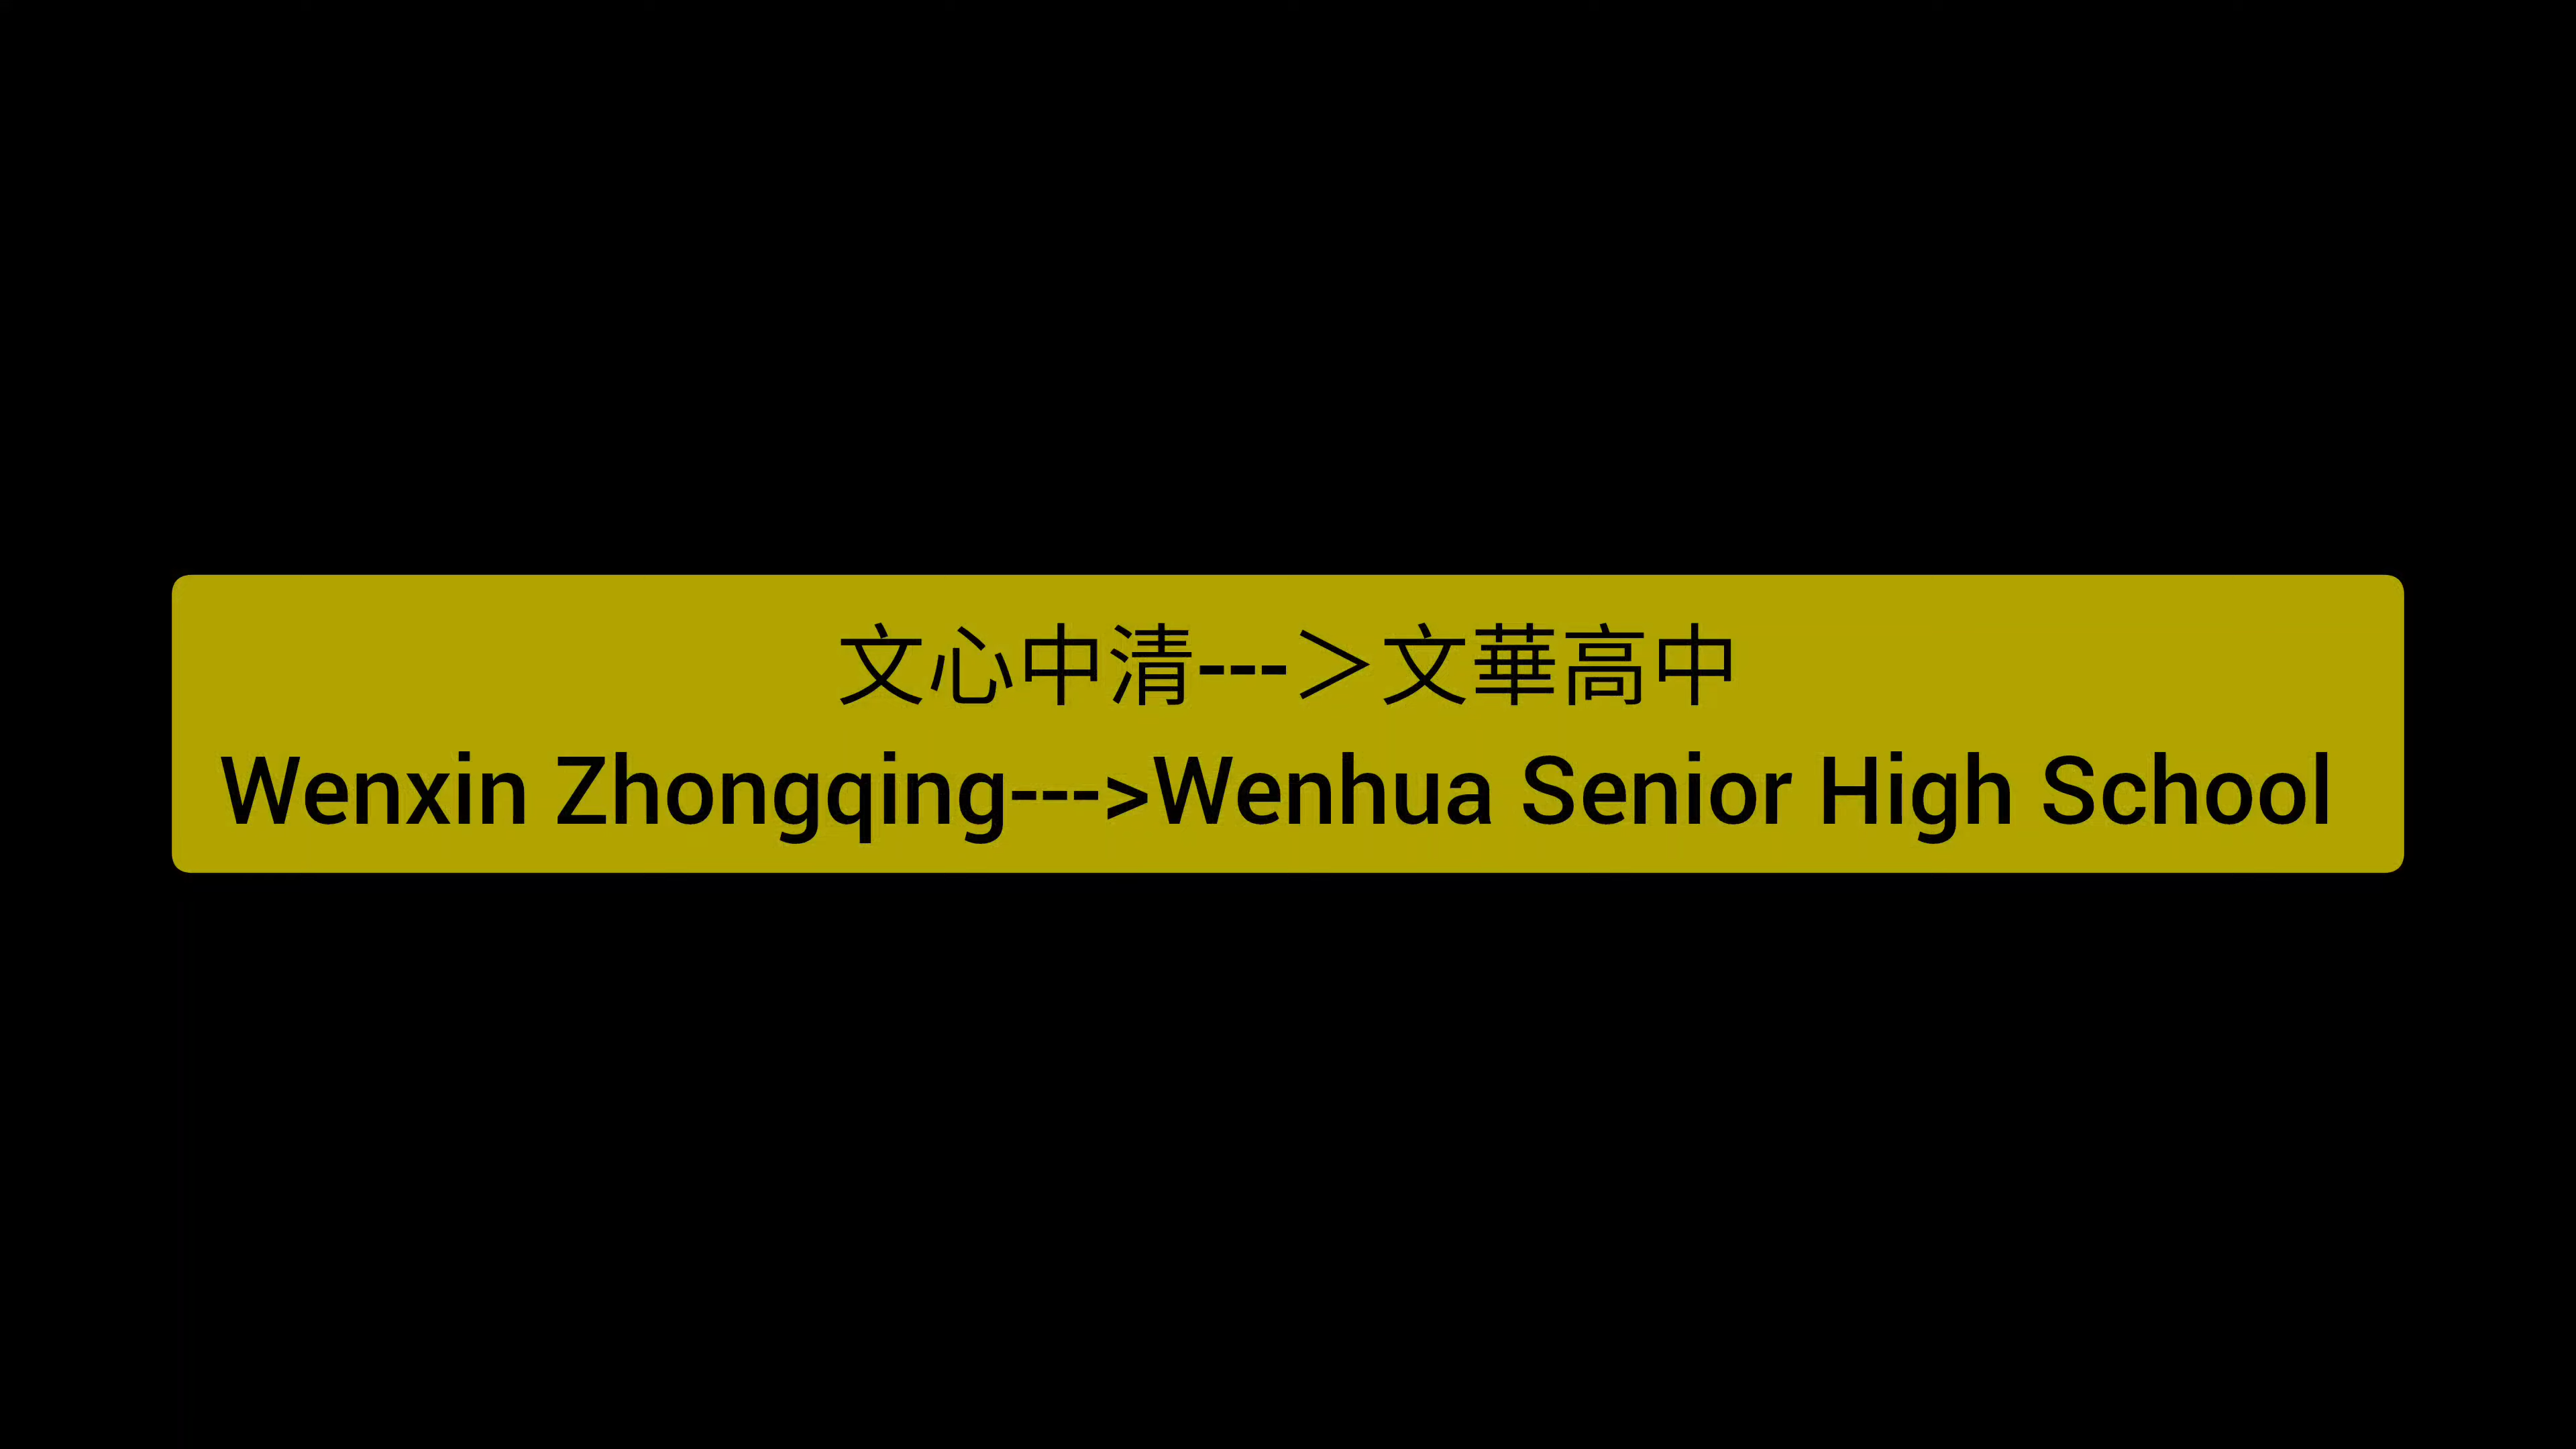 文心中清---＞文華高中
Wenxin Zhongqing--->Wenhua Senior High School